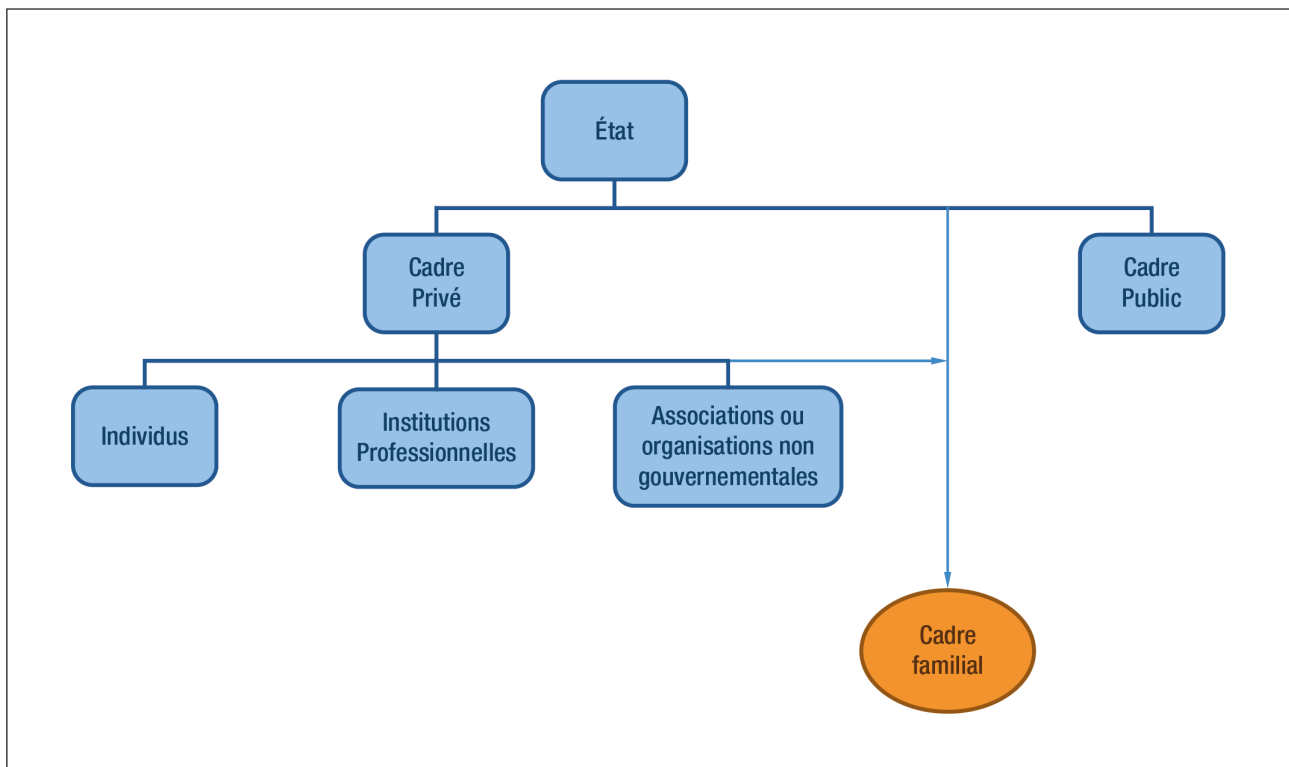 État
Cadre
Privé
Cadre
Public
Individus
Institutions
Professionnelles
Associations ou
organisations non
gouvernementales
Cadre
familial